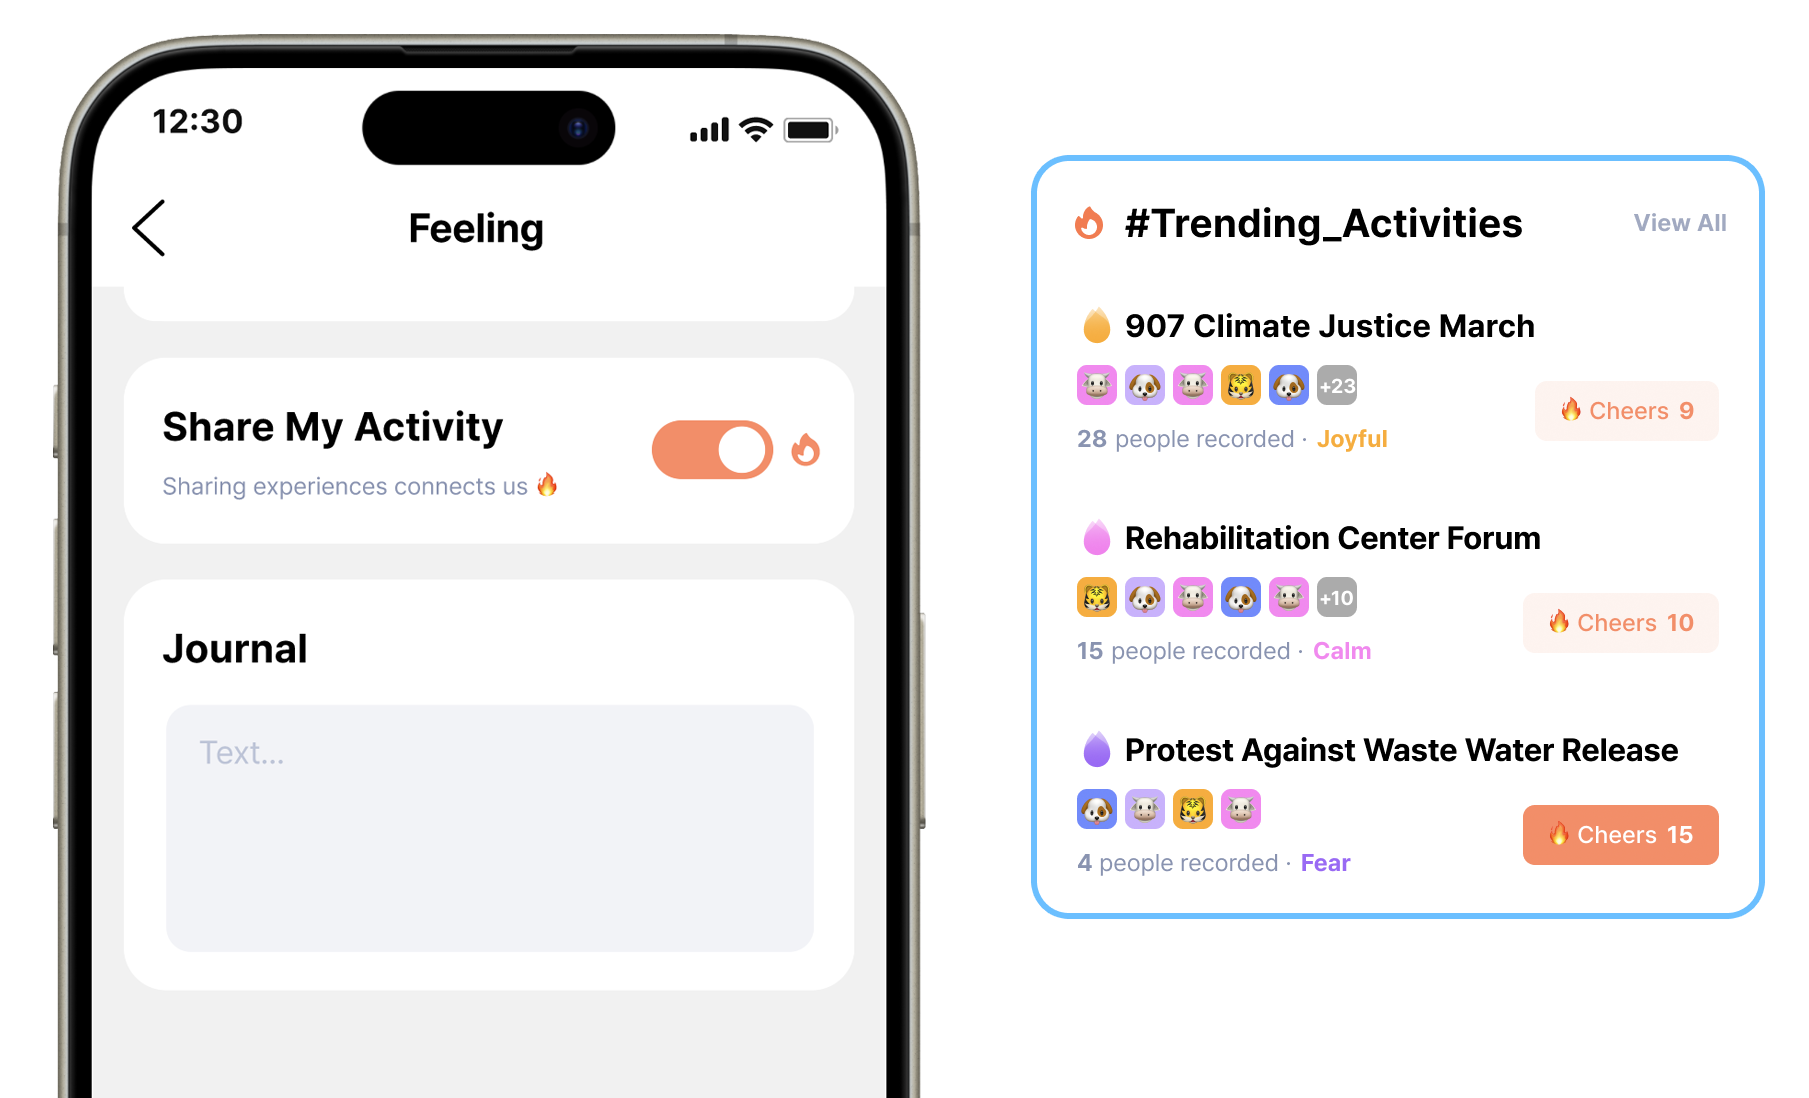 12:30
Feeling
Share My Activity
Sharing experiences connects us 🔥
Journal
Text...
#Trending_Activities View All
907 Climate Justice March
+23
🔥 Cheers 9
28 people recorded · Joyful
Rehabilitation Center Forum
+10
🔥 Cheers 10
15 people recorded · Calm
Protest Against Waste Water Release
🔥 Cheers 15
4 people recorded · Fear